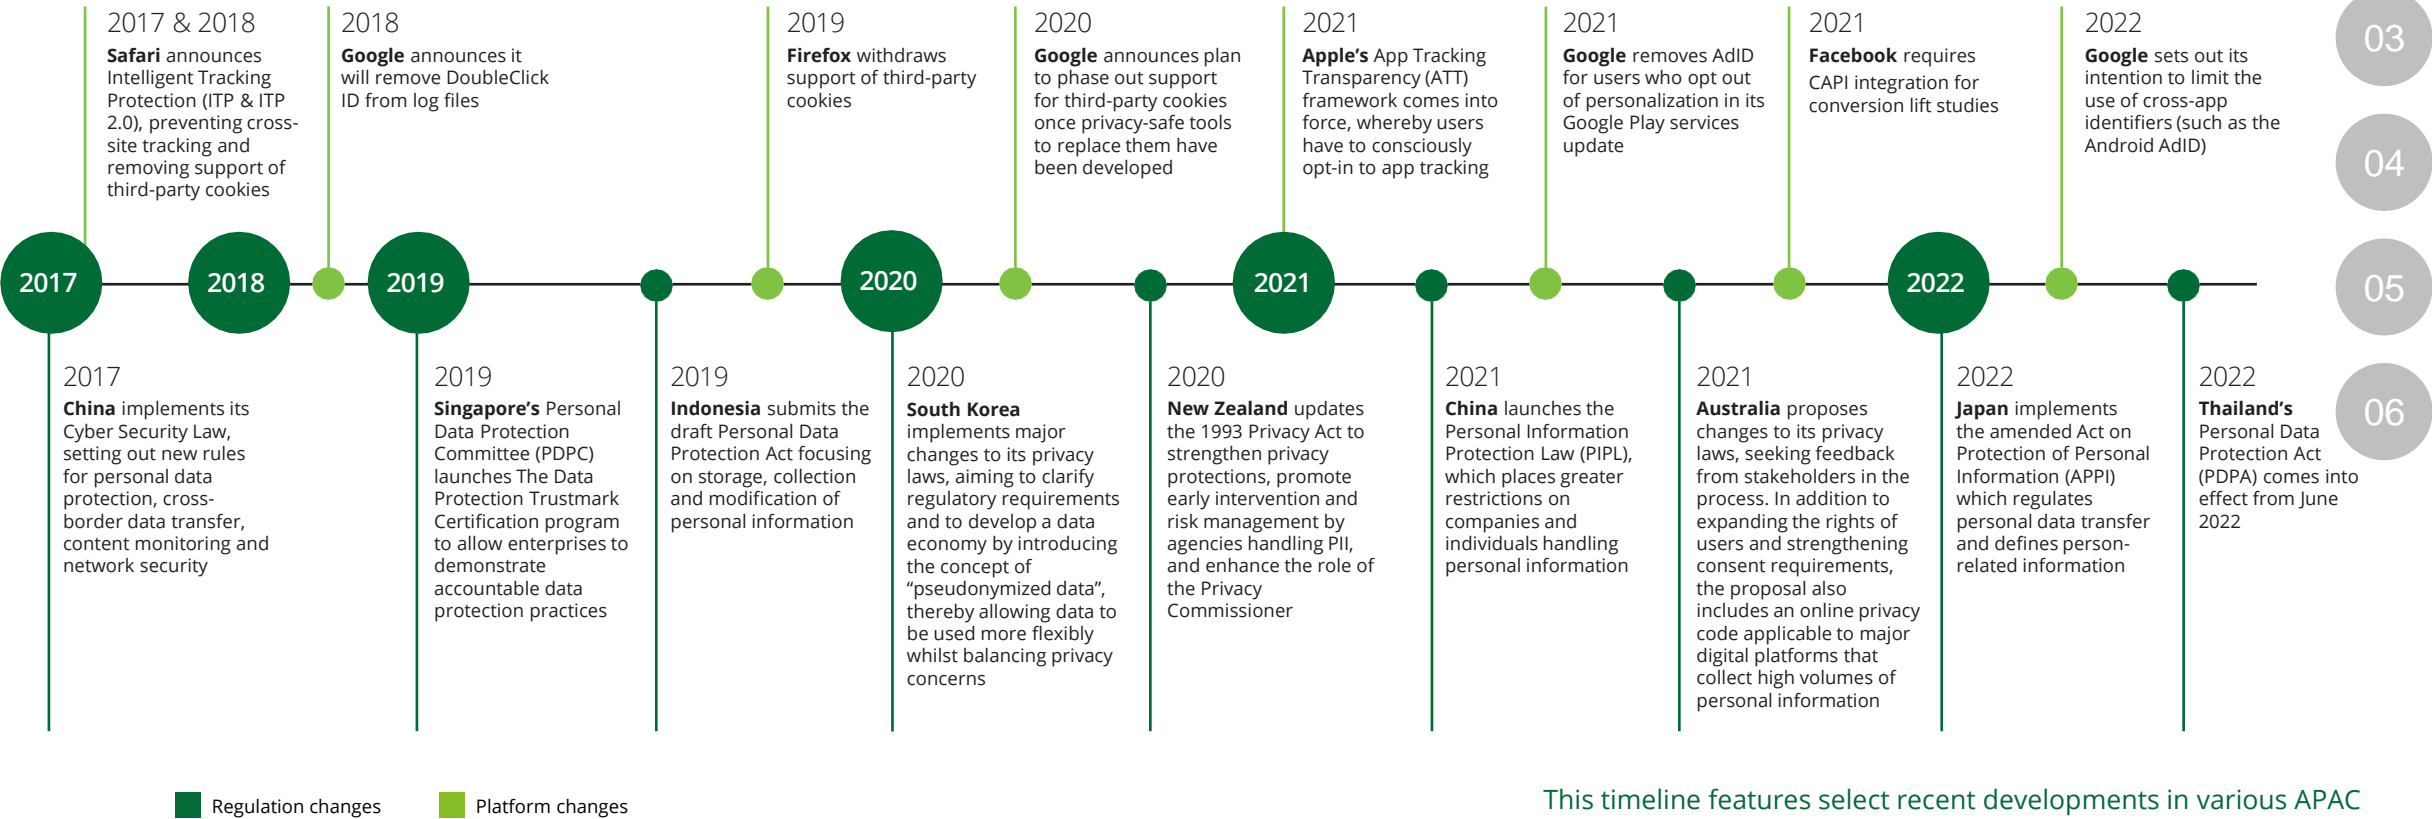 2017 & 2018
Safari announces
Intelligent Tracking
Protection (ITP & ITP
2.0), preventing cross-
site tracking and
removing support of
third-party cookies
2018
Google announces it
will remove DoubleClick
ID from log files
2019
Firefox withdraws
support of third-party
cookies
2020
Google announces plan
to phase out support
for third-party cookies
once privacy-safe tools
to replace them have
been developed
2021
Apple’s App Tracking
Transparency (ATT)
framework comes into
force, whereby users
have to consciously
opt-in to app tracking
2021
Google removes AdID
for users who opt out
of personalization in its
Google Play services
update
2021
Facebook requires
CAPI integration for
conversion lift studies
2022
Google sets out its
intention to limit the
use of cross-app
identifiers (such as the
Android AdID)
03
04
05
06
2017
2018
2019
2020
2021
2022
2017
China implements its
Cyber Security Law,
setting out new rules
for personal data
protection, cross-
border data transfer,
content monitoring and
network security
2019
Singapore’s Personal
Data Protection
Committee (PDPC)
launches The Data
Protection Trustmark
Certification program
to allow enterprises to
demonstrate
accountable data
protection practices
2019
Indonesia submits the
draft Personal Data
Protection Act focusing
on storage, collection
and modification of
personal information
2020
South Korea
implements major
changes to its privacy
laws, aiming to clarify
regulatory requirements
and to develop a data
economy by introducing
the concept of
“pseudonymized data”,
thereby allowing data to
be used more flexibly
whilst balancing privacy
concerns
2020
New Zealand updates
the 1993 Privacy Act to
strengthen privacy
protections, promote
early intervention and
risk management by
agencies handling PII,
and enhance the role of
the Privacy
Commissioner
2021
China launches the
Personal Information
Protection Law (PIPL),
which places greater
restrictions on
companies and
individuals handling
personal information
2021
Australia proposes
changes to its privacy
laws, seeking feedback
from stakeholders in the
process. In addition to
expanding the rights of
users and strengthening
consent requirements,
the proposal also
includes an online privacy
code applicable to major
digital platforms that
collect high volumes of
personal information
2022
Japan implements
the amended Act on
Protection of Personal
Information (APPI)
which regulates
personal data transfer
and defines person-
related information
2022
Thailand’s
Personal Data
Protection Act
(PDPA) comes into
effect from June
2022
Regulation changes
Platform changes
This timeline features select recent developments in various APAC